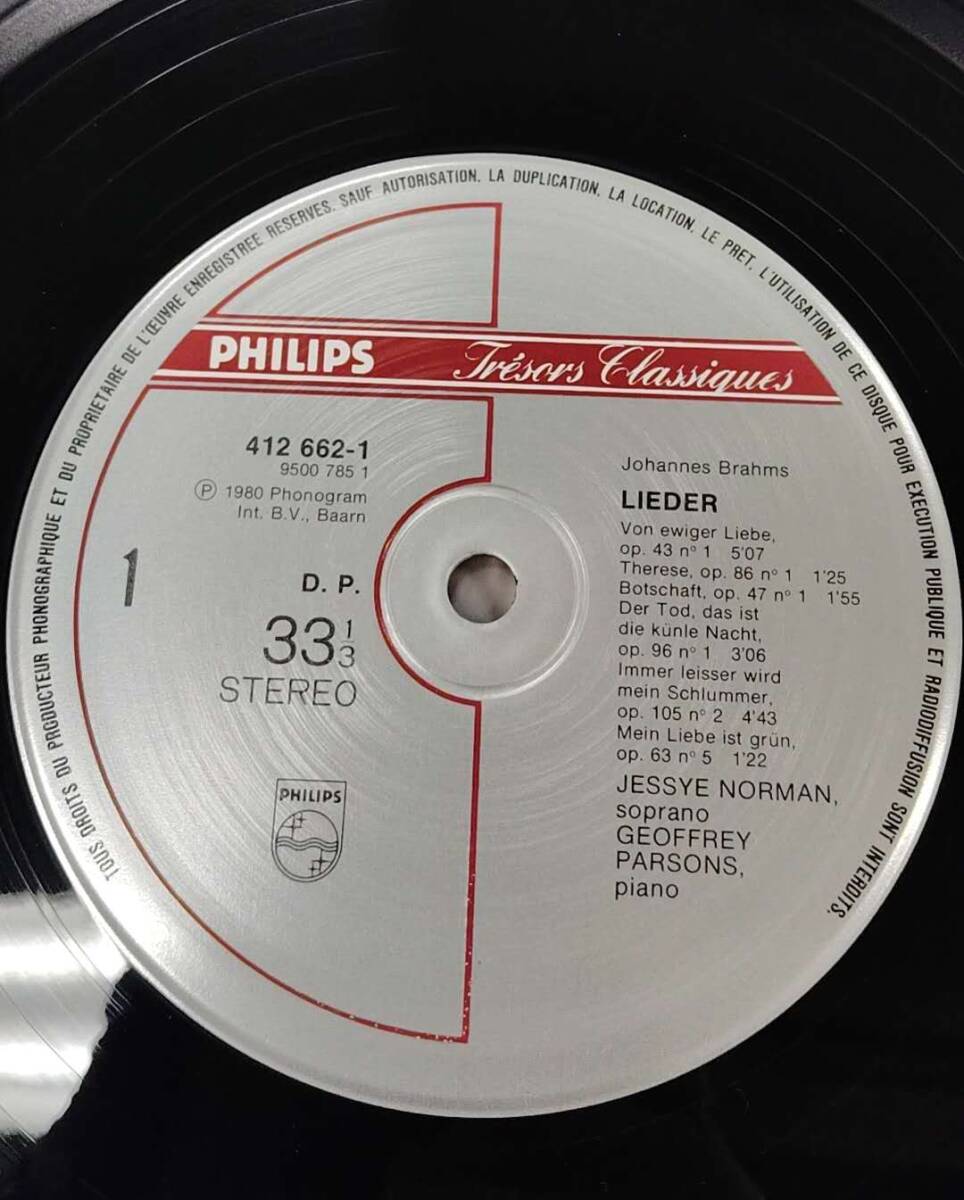 TOUS DROITS DU PRODUCTEUR PHONOGRAPHIQUE ET DU PROPRIETAIRE DE L'ŒUVRE ENREGISTREE RESERVES. SAUF AUTORISATION, LA DUPLICATION, LA LOCATION, LE PRET, L'UTILISATION DE CE DISQUE POUR EXECUTION PUBLIQUE ET RADIODIFFUSION SONT INTERDITS.
PHILIPS Trésors Classiques
412 662-1
9500 785 1
℗ 1980 Phonogram
Int. B.V., Baarn
1
D. P.
33 1/3
STEREO
PHILIPS
Johannes Brahms
LIEDER
Von ewiger Liebe,
op. 43 nº 1 5'07
Therese, op. 86 nº 1 1'25
Botschaft, op. 47 nº 1 1'55
Der Tod, das ist
die künle Nacht,
op. 96 nº 1 3'06
Immer leisser wird
mein Schlummer,
op. 105 nº 2 4'43
Mein Liebe ist grün,
op. 63 nº 5 1'22
JESSYE NORMAN,
soprano
GEOFFREY
PARSONS,
piano